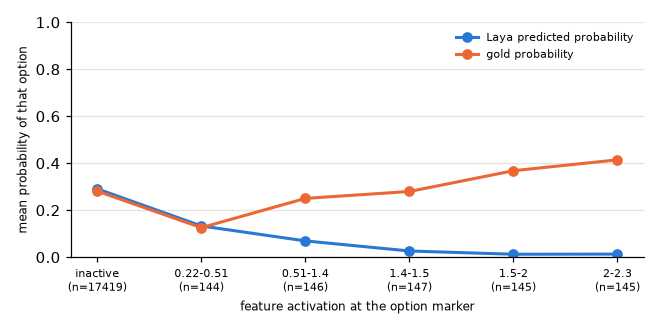 1.0
0.8
0.6
0.4
0.2
0.0
mean probability of that option
Laya predicted probability
gold probability
inactive
(n=17419)
0.22-0.51
(n=144)
0.51-1.4
(n=146)
1.4-1.5
(n=147)
1.5-2
(n=145)
2-2.3
(n=145)
feature activation at the option marker